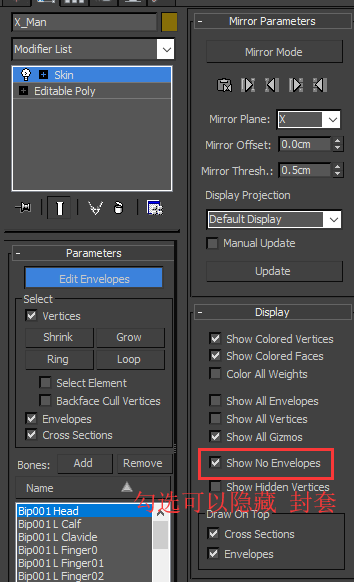 X_Man
Modifier List
Skin
Editable Poly
Parameters
Edit Envelopes
Select
Vertices
Shrink
Grow
Ring
Loop
Select Element
Backface Cull Vertices
Envelopes
Cross Sections
Bones:
Add
Remove
Name
Bip001 Head
Bip001 L Calf
Bip001 L Clavicle
Bip001 L Finger0
Bip001 L Finger01
Bip001 L Finger02
Mirror Parameters
Mirror Mode
Mirror Plane:
X
Mirror Offset:
0.0cm
Mirror Thresh.:
0.5cm
Display Projection
Default Display
Manual Update
Update
Display
Show Colored Vertices
Show Colored Faces
Color All Weights
Show All Envelopes
Show All Vertices
Show All Gizmos
Show No Envelopes
Show Hidden Vertices
勾选可以隐藏 封套
Draw On Top
Cross Sections
Envelopes